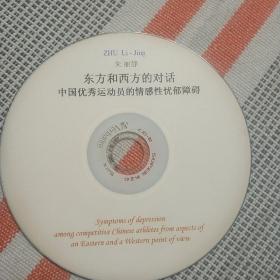 ZHU Li-Jing
朱丽静
东方和西方的对话
中国优秀运动员的情感性忧郁障碍
Symptoms of depression
among competitive Chinese athletes from aspects of
an Eastern and a Western point of view